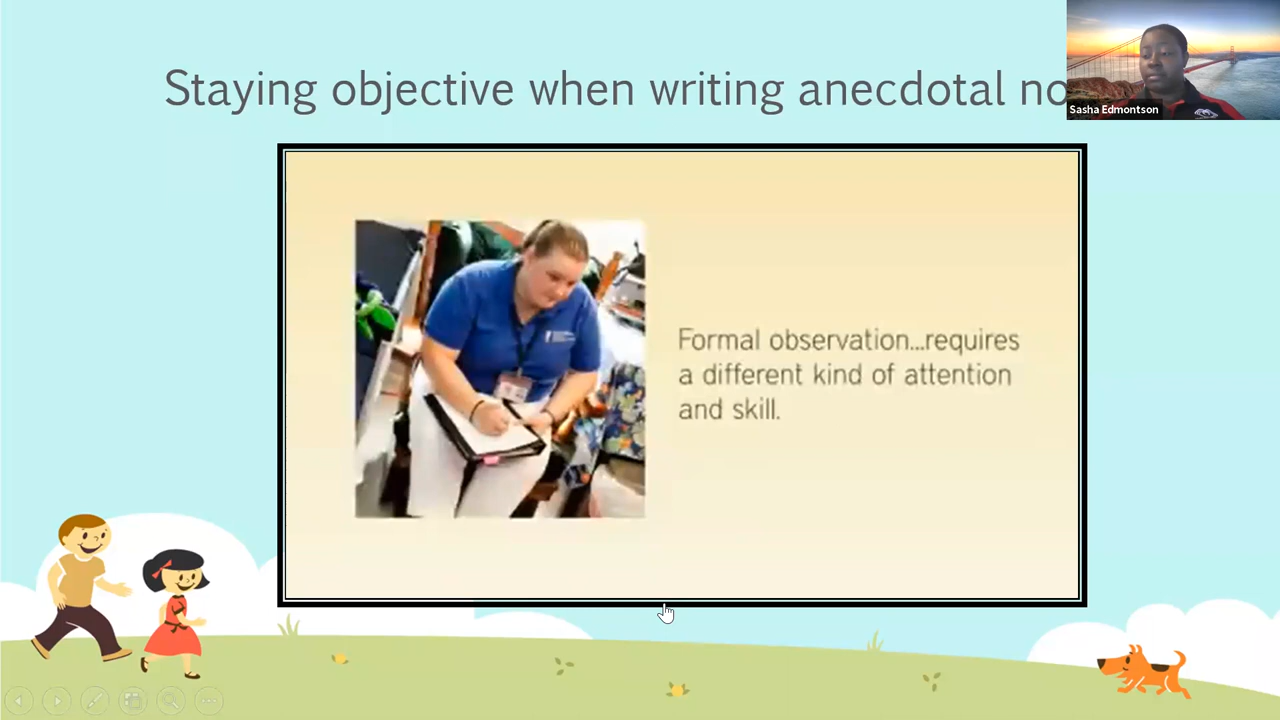 Staying objective when writing anecdotal no
Sasha Edmontson
Formal observation...requires
a different kind of attention
and skill.